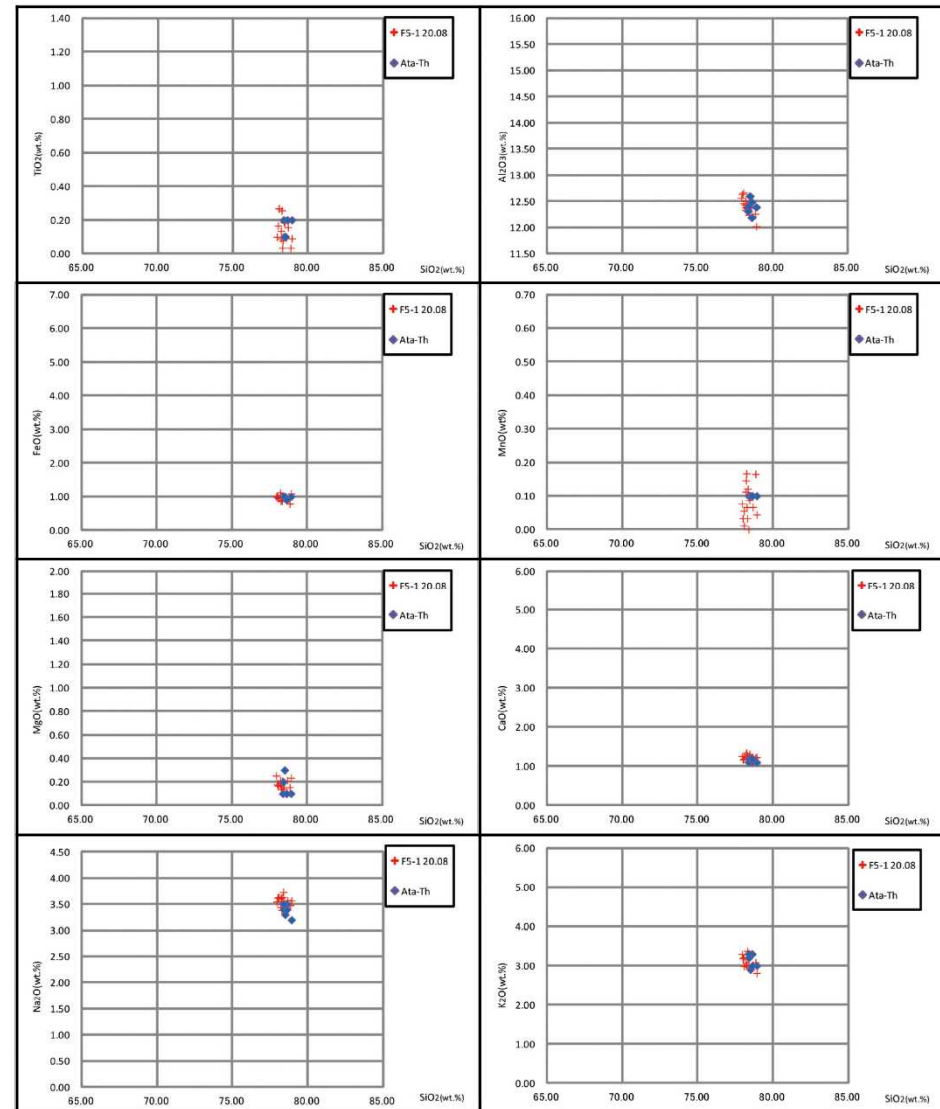 1.40
1.20
1.00
0.80
0.60
0.40
0.20
0.00
TiO2(wt.%)
65.00 70.00 75.00 80.00 85.00
SiO2(wt.%)
F5-1 20.08
Ata-Th
16.00
15.50
15.00
14.50
14.00
13.50
13.00
12.50
12.00
11.50
Al2O3(wt.%)
65.00 70.00 75.00 80.00 85.00
SiO2(wt.%)
F5-1 20.08
Ata-Th
7.00
6.00
5.00
4.00
3.00
2.00
1.00
0.00
FeO(wt.%)
65.00 70.00 75.00 80.00 85.00
SiO2(wt.%)
F5-1 20.08
Ata-Th
0.70
0.60
0.50
0.40
0.30
0.20
0.10
0.00
MnO(wt%)
65.00 70.00 75.00 80.00 85.00
SiO2(wt.%)
F5-1 20.08
Ata-Th
2.00
1.80
1.60
1.40
1.20
1.00
0.80
0.60
0.40
0.20
0.00
MgO(wt.%)
65.00 70.00 75.00 80.00 85.00
SiO2(wt.%)
F5-1 20.08
Ata-Th
6.00
5.00
4.00
3.00
2.00
1.00
0.00
CaO(wt.%)
65.00 70.00 75.00 80.00 85.00
SiO2(wt.%)
F5-1 20.08
Ata-Th
4.50
4.00
3.50
3.00
2.50
2.00
1.50
1.00
0.50
0.00
Na2O(wt.%)
65.00 70.00 75.00 80.00 85.00
SiO2(wt.%)
F5-1 20.08
Ata-Th
6.00
5.00
4.00
3.00
2.00
1.00
0.00
K2O(wt.%)
65.00 70.00 75.00 80.00 85.00
SiO2(wt.%)
F5-1 20.08
Ata-Th